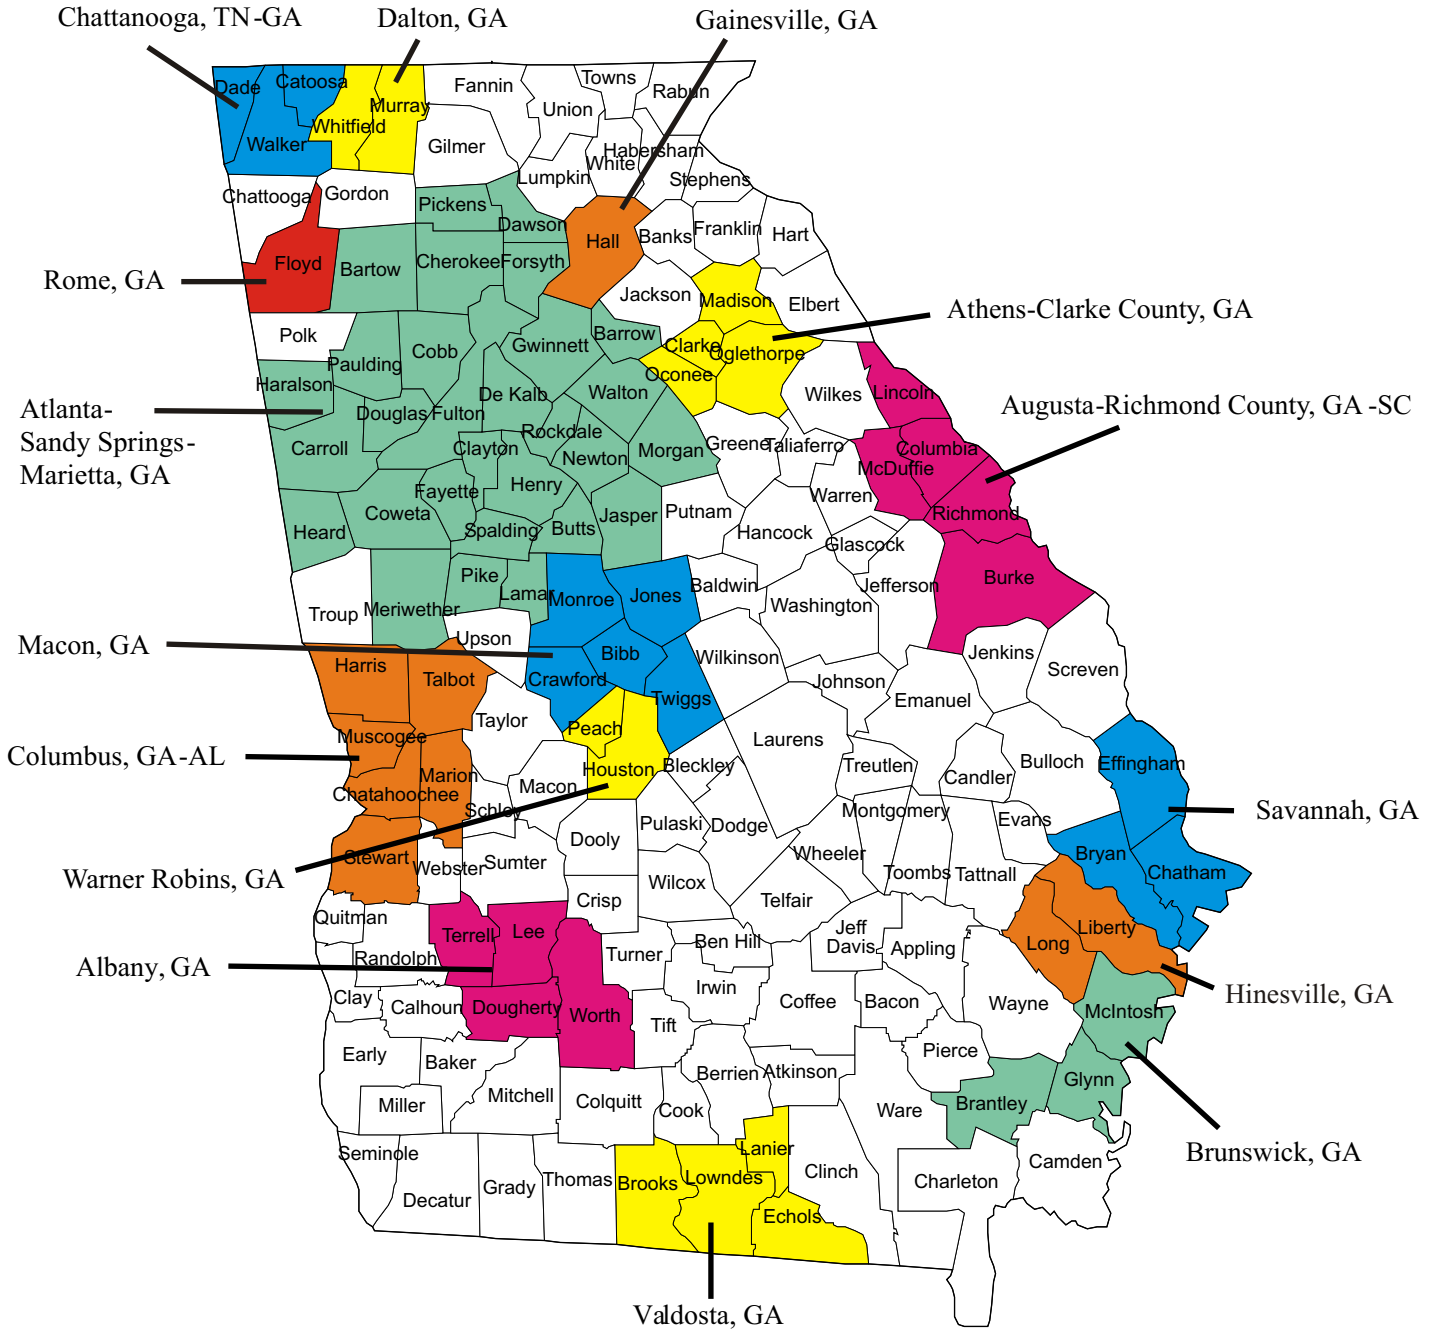 Chattanooga, TN-GA
Dalton, GA
Gainesville, GA
Dade
Catoosa
Walker
Whitfield
Murray
Fannin
Towns
Rabun
Union
Gilmer
Habersham
White
Lumpkin
Stephens
Chattooga
Gordon
Pickens
Dawson
Hall
Banks
Franklin
Hart
Rome, GA
Floyd
Bartow
Cherokee
Forsyth
Jackson
Madison
Elbert
Athens-Clarke County, GA
Polk
Paulding
Cobb
Gwinnett
Barrow
Clarke
Oglethorpe
Oconee
Haralson
De Kalb
Walton
Wilkes
Lincoln
Atlanta-
Sandy Springs-
Marietta, GA
Augusta-Richmond County, GA -SC
Douglas
Fulton
Carroll
Clayton
Rockdale
Newton
Morgan
Greene
Taliaferro
Columbia
McDuffie
Fayette
Henry
Warren
Coweta
Heard
Spalding
Butts
Jasper
Putnam
Hancock
Richmond
Glascock
Pike
Lamar
Monroe
Jones
Baldwin
Washington
Jefferson
Burke
Troup
Meriwether
Upson
Macon, GA
Harris
Talbot
Crawford
Bibb
Twiggs
Wilkinson
Johnson
Jenkins
Screven
Emanuel
Taylor
Peach
Houston
Bleckley
Laurens
Treutlen
Candler
Bulloch
Effingham
Muscogee
Columbus, GA-AL
Marion
Chatahoochee
Macon
Schley
Savannah, GA
Montgomery
Evans
Pulaski
Dodge
Dooly
Stewart
Webster
Sumter
Wheeler
Toombs
Tattnall
Bryan
Chatham
Warner Robins, GA
Wilcox
Telfair
Crisp
Quitman
Terrell
Lee
Randolph
Turner
Ben Hill
Jeff
Davis
Appling
Long
Liberty
Albany, GA
Hinesville, GA
Clay
Calhoun
Dougherty
Worth
Irwin
Tift
Coffee
Bacon
Wayne
McIntosh
Early
Baker
Mitchell
Pierce
Berrien
Atkinson
Glynn
Miller
Colquitt
Cook
Ware
Brantley
Brunswick, GA
Seminole
Decatur
Grady
Thomas
Brooks
Lowndes
Lanier
Echols
Clinch
Charleton
Camden
Valdosta, GA